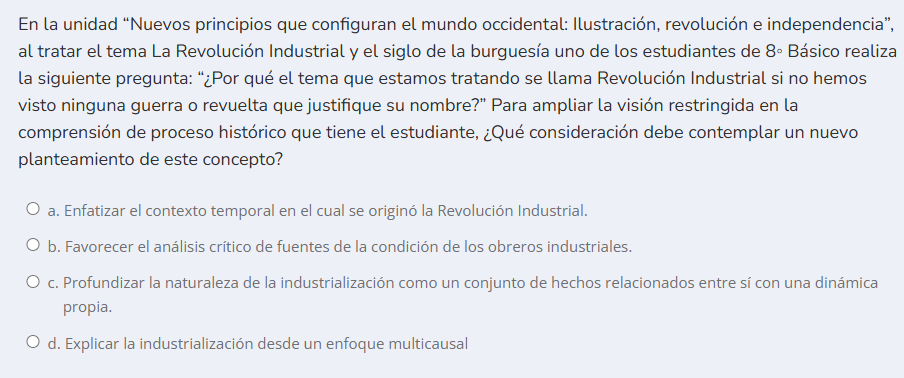 En la unidad “Nuevos principios que configuran el mundo occidental: Ilustración, revolución e independencia”,
al tratar el tema La Revolución Industrial y el siglo de la burguesía uno de los estudiantes de 8° Básico realiza
la siguiente pregunta: “¿Por qué el tema que estamos tratando se llama Revolución Industrial si no hemos
visto ninguna guerra o revuelta que justifique su nombre?” Para ampliar la visión restringida en la
comprensión de proceso histórico que tiene el estudiante, ¿Qué consideración debe contemplar un nuevo
planteamiento de este concepto?
a. Enfatizar el contexto temporal en el cual se originó la Revolución Industrial.
b. Favorecer el análisis crítico de fuentes de la condición de los obreros industriales.
c. Profundizar la naturaleza de la industrialización como un conjunto de hechos relacionados entre sí con una dinámica
propia.
d. Explicar la industrialización desde un enfoque multicausal